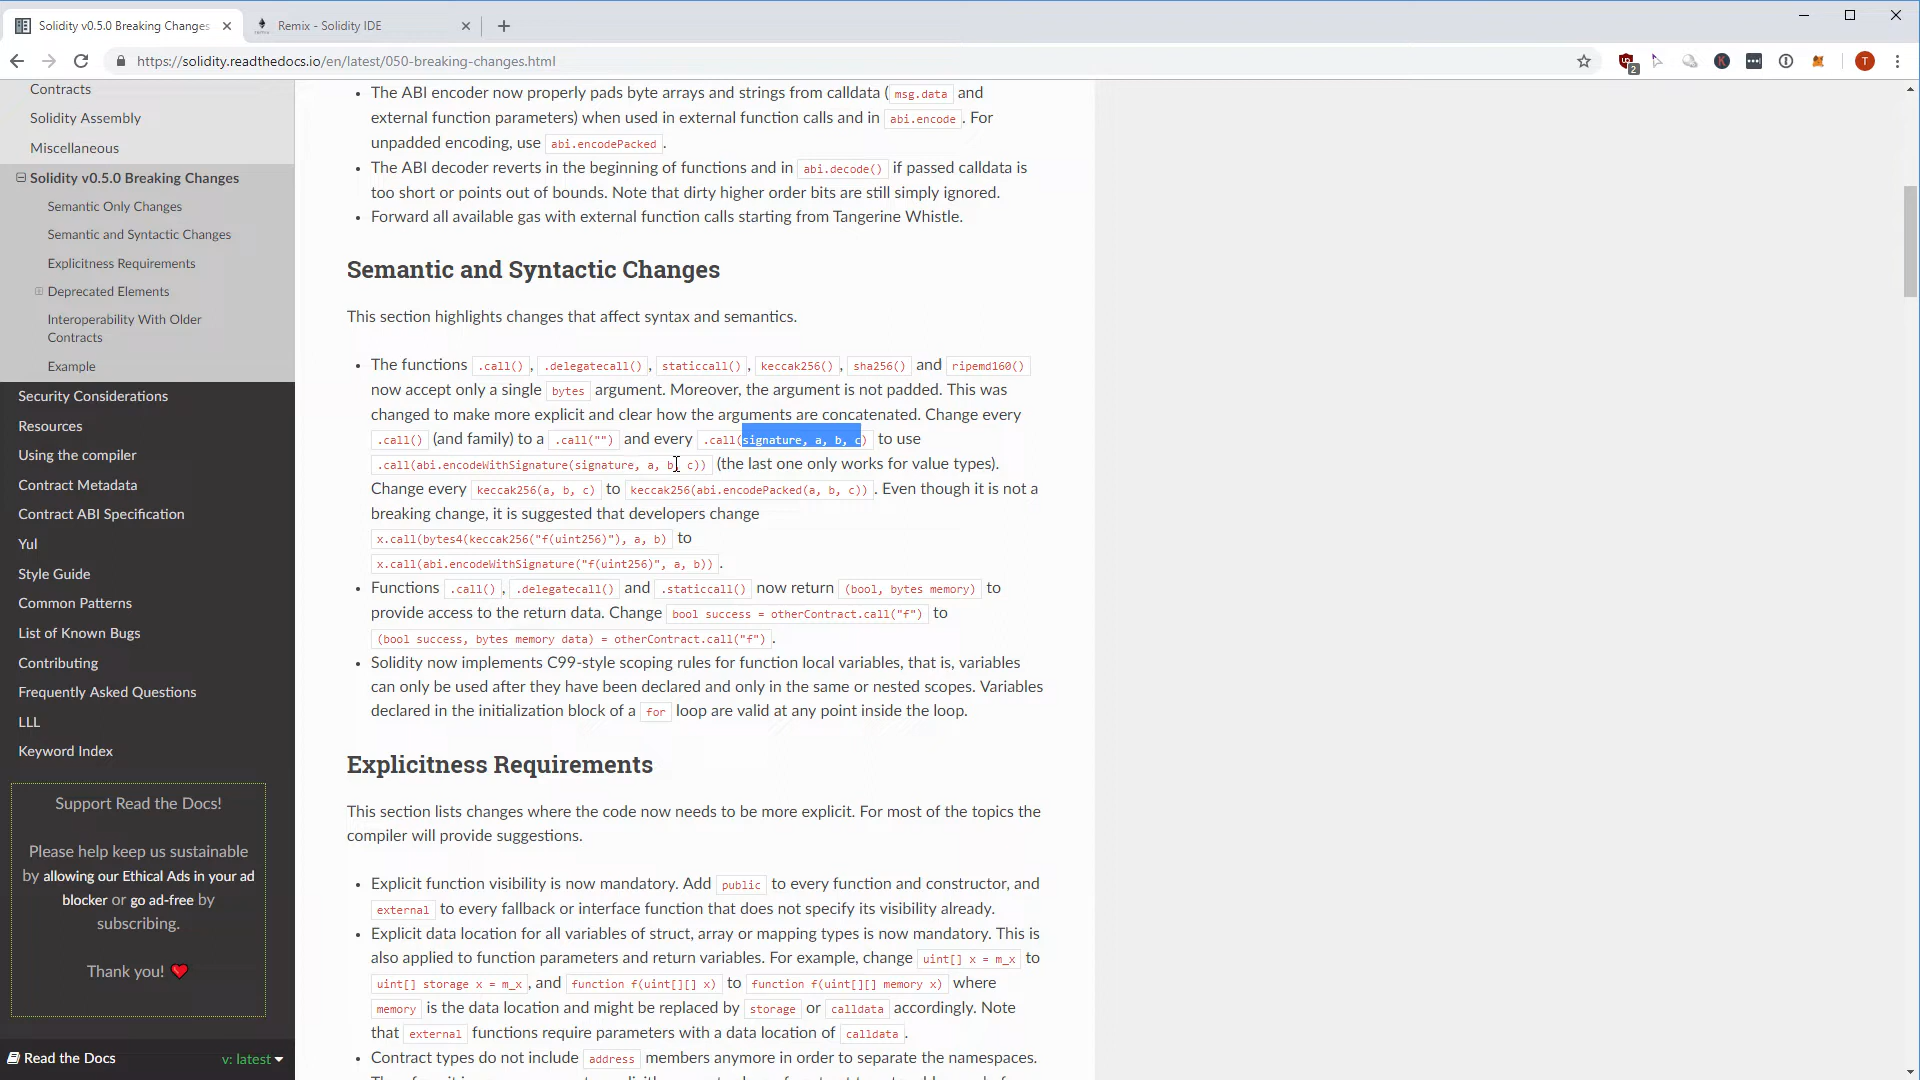 Solidity v0.5.0 Breaking Changes
Remix - Solidity IDE
https://solidity.readthedocs.io/en/latest/050-breaking-changes.html
2
T
Contracts
Solidity Assembly
Miscellaneous
Solidity v0.5.0 Breaking Changes
Semantic Only Changes
Semantic and Syntactic Changes
Explicitness Requirements
Deprecated Elements
Interoperability With Older
Contracts
Example
Security Considerations
Resources
Using the compiler
Contract Metadata
Contract ABI Specification
Yul
Style Guide
Common Patterns
List of Known Bugs
Contributing
Frequently Asked Questions
LLL
Keyword Index
Support Read the Docs!
Please help keep us sustainable
by allowing our Ethical Ads in your ad
blocker or go ad-free by
subscribing.
Thank you! ❤
Read the Docs
v: latest
• The ABI encoder now properly pads byte arrays and strings from calldata ( msg.data and
external function parameters) when used in external function calls and in abi.encode . For
unpadded encoding, use abi.encodePacked .
• The ABI decoder reverts in the beginning of functions and in abi.decode() if passed calldata is
too short or points out of bounds. Note that dirty higher order bits are still simply ignored.
• Forward all available gas with external function calls starting from Tangerine Whistle.
Semantic and Syntactic Changes
This section highlights changes that affect syntax and semantics.
• The functions .call() , .delegatecall() , staticcall() , keccak256() , sha256() and ripemd160()
now accept only a single bytes argument. Moreover, the argument is not padded. This was
changed to make more explicit and clear how the arguments are concatenated. Change every
.call() (and family) to a .call("") and every .call(signature, a, b, c) to use
.call(abi.encodeWithSignature(signature, a, b, c)) (the last one only works for value types).
Change every keccak256(a, b, c) to keccak256(abi.encodePacked(a, b, c)) . Even though it is not a
breaking change, it is suggested that developers change
x.call(bytes4(keccak256("f(uint256)"), a, b) to
x.call(abi.encodeWithSignature("f(uint256)", a, b)) .
• Functions .call() , .delegatecall() and .staticcall() now return (bool, bytes memory) to
provide access to the return data. Change bool success = otherContract.call("f") to
(bool success, bytes memory data) = otherContract.call("f") .
• Solidity now implements C99-style scoping rules for function local variables, that is, variables
can only be used after they have been declared and only in the same or nested scopes. Variables
declared in the initialization block of a for loop are valid at any point inside the loop.
Explicitness Requirements
This section lists changes where the code now needs to be more explicit. For most of the topics the
compiler will provide suggestions.
• Explicit function visibility is now mandatory. Add public to every function and constructor, and
external to every fallback or interface function that does not specify its visibility already.
• Explicit data location for all variables of struct, array or mapping types is now mandatory. This is
also applied to function parameters and return variables. For example, change uint[] x = m_x to
uint[] storage x = m_x , and function f(uint[][] x) to function f(uint[][] memory x) where
memory is the data location and might be replaced by storage or calldata accordingly. Note
that external functions require parameters with a data location of calldata .
• Contract types do not include address members anymore in order to separate the namespaces.